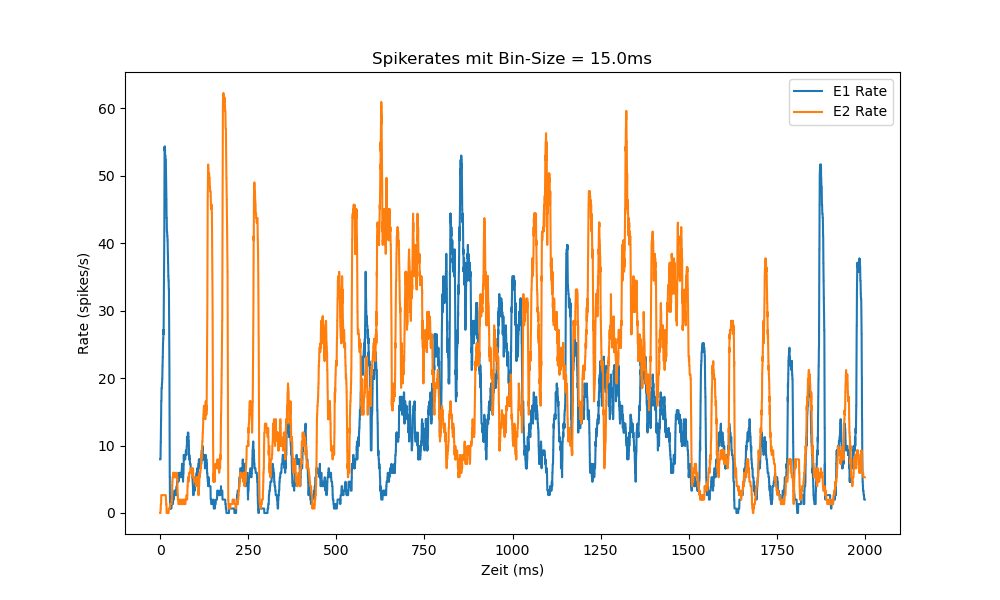 Spikerates mit Bin-Size = 15.0ms
E1 Rate
E2 Rate
Rate (spikes/s)
60
50
40
30
20
10
0
0 250 500 750 1000 1250 1500 1750 2000
Zeit (ms)